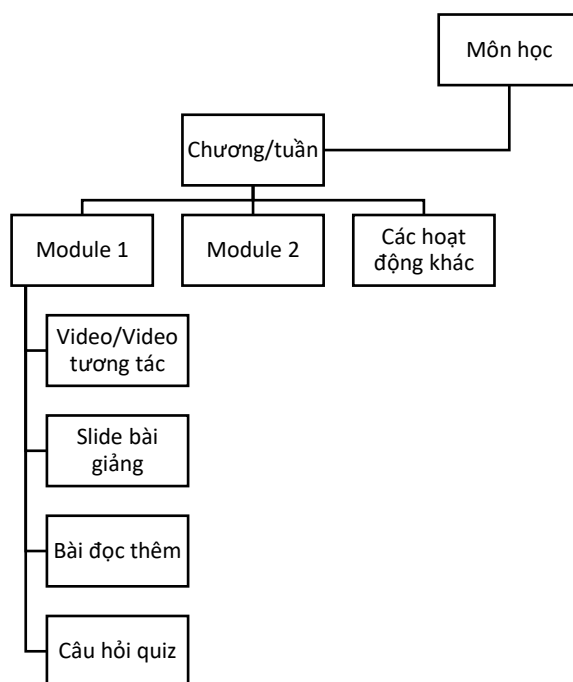 Môn học
Chương/tuần
Module 1
Module 2
Các hoạt
động khác
Video/Video
tương tác
Slide bài
giảng
Bài đọc thêm
Câu hỏi quiz